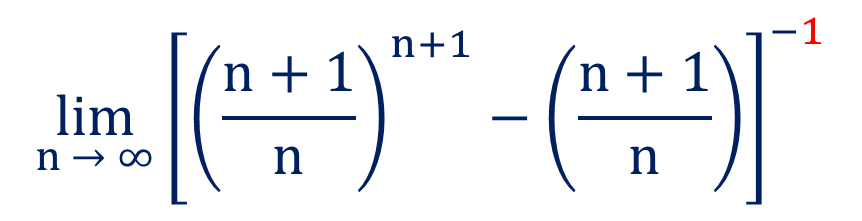 lim n → ∞ [ ( n + 1 / n )^{n+1} − ( n + 1 / n ) ]^{−1}